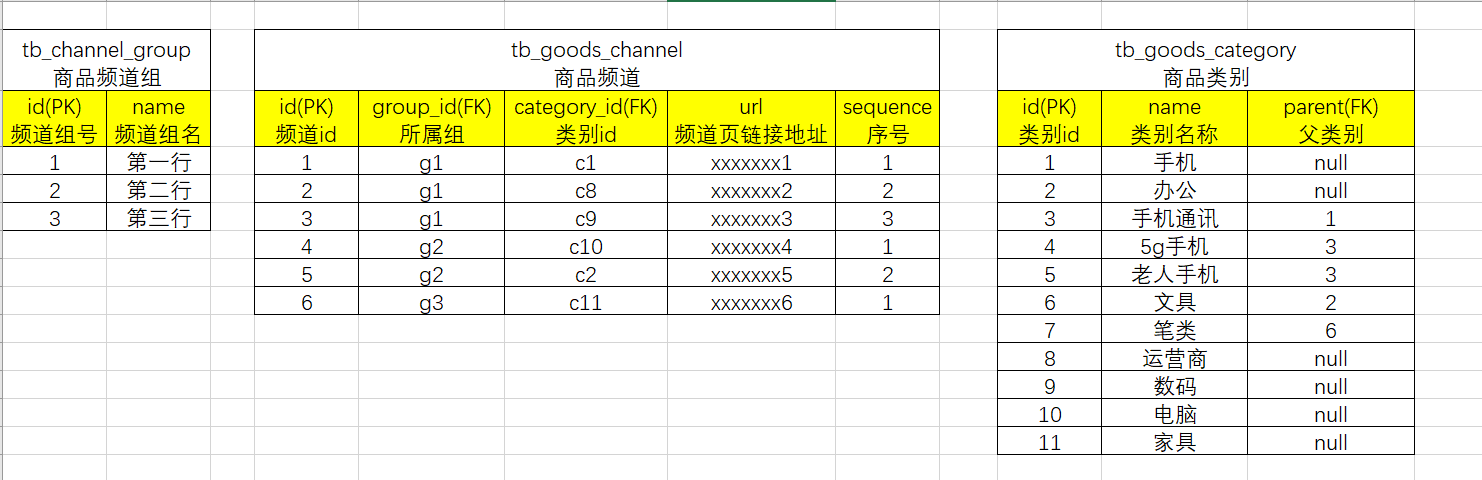 tb_channel_group
商品频道组
id(PK) name
频道组号 频道组名
1 第一行
2 第二行
3 第三行
tb_goods_channel
商品频道
id(PK) group_id(FK) category_id(FK) url sequence
频道id 所属组 类别id 频道页链接地址 序号
1 g1 c1 xxxxxxx1 1
2 g1 c8 xxxxxxx2 2
3 g1 c9 xxxxxxx3 3
4 g2 c10 xxxxxxx4 1
5 g2 c2 xxxxxxx5 2
6 g3 c11 xxxxxxx6 1
tb_goods_category
商品类别
id(PK) name parent(FK)
类别id 类别名称 父类别
1 手机 null
2 办公 null
3 手机通讯 1
4 5g手机 3
5 老人手机 3
6 文具 2
7 笔类 6
8 运营商 null
9 数码 null
10 电脑 null
11 家具 null